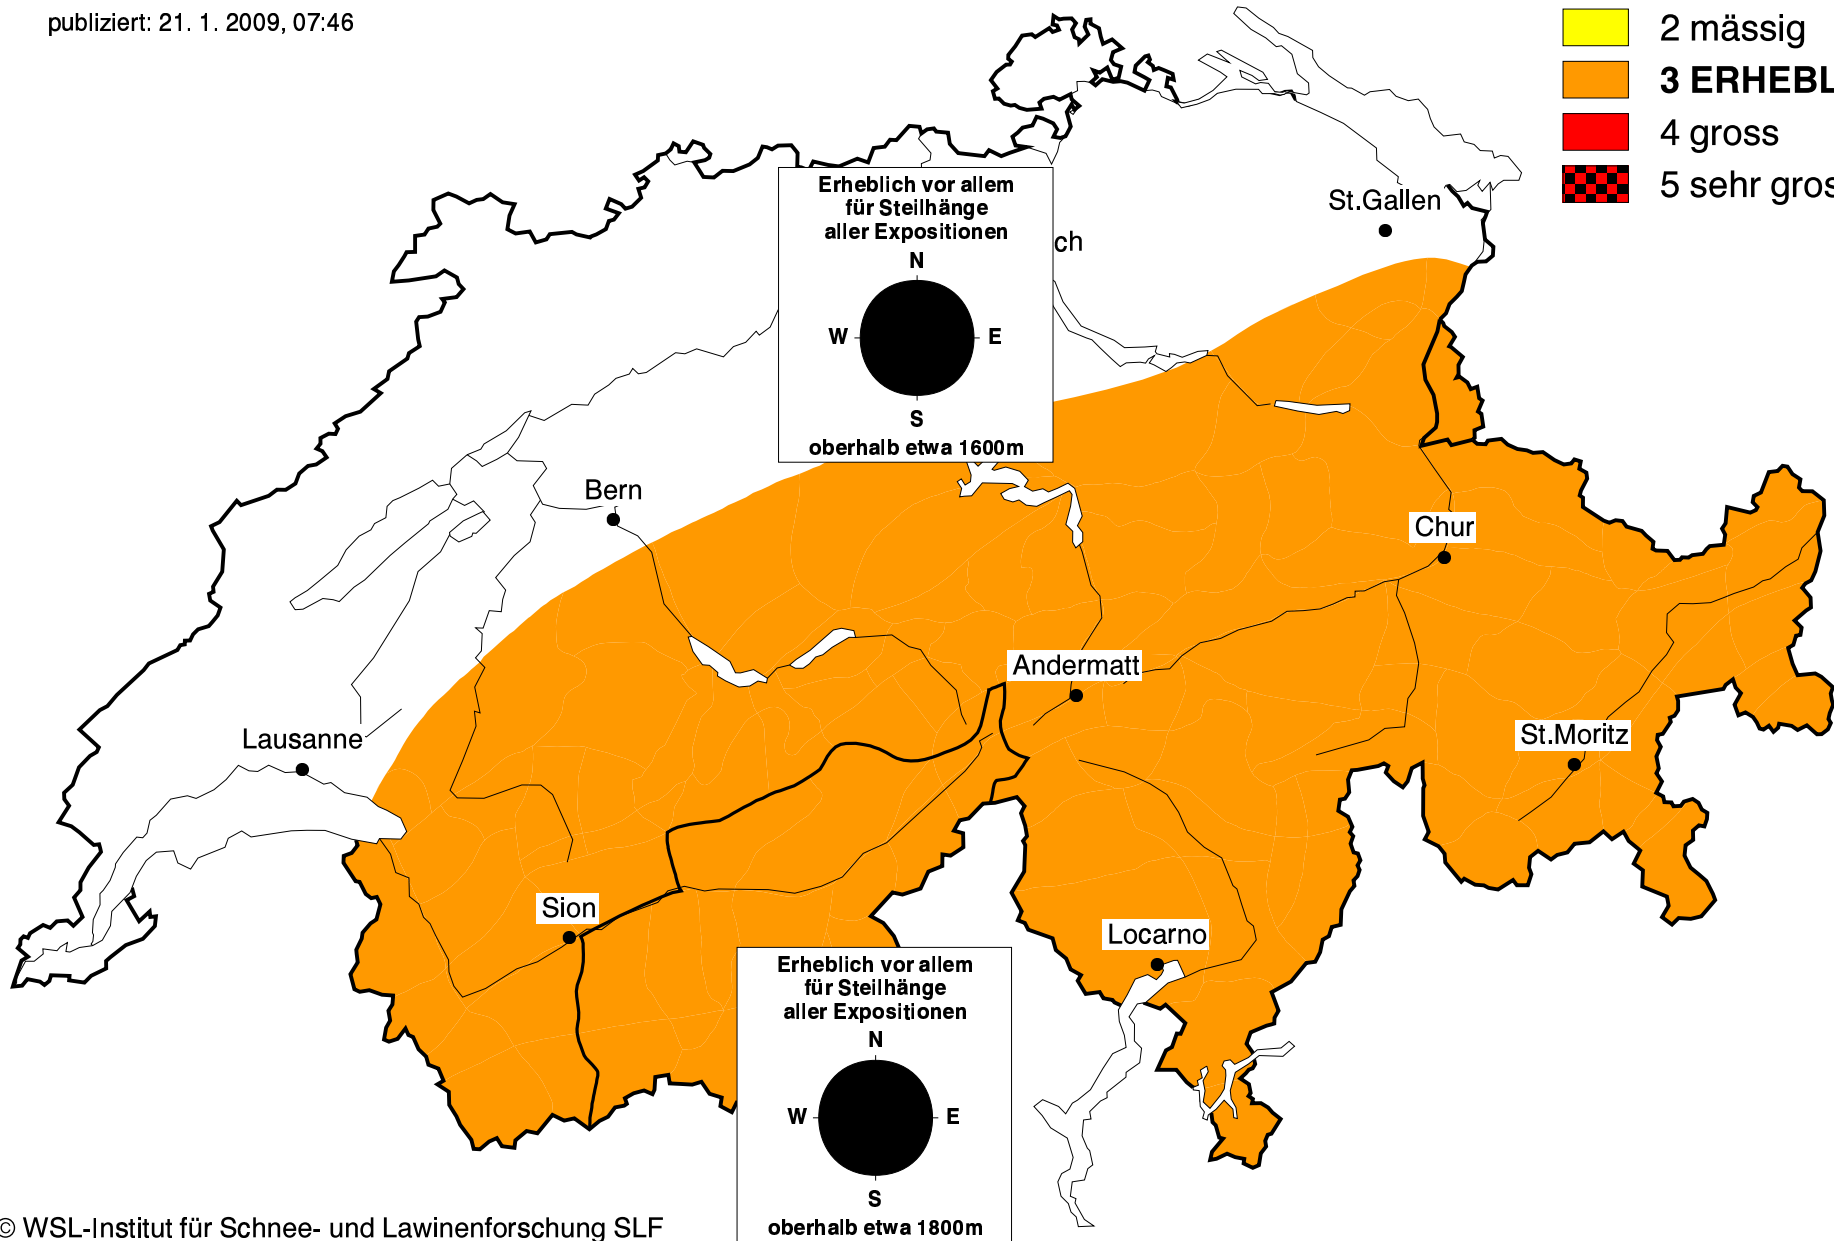 publiziert: 21. 1. 2009, 07:46
2 mässig
3 ERHEBL
4 gross
5 sehr gros
Erheblich vor allem
für Steilhänge
aller Expositionen
N
W E
S
oberhalb etwa 1600m
ch
St.Gallen
Bern
Chur
Andermatt
St.Moritz
Lausanne
Sion
Locarno
Erheblich vor allem
für Steilhänge
aller Expositionen
N
W E
S
oberhalb etwa 1800m
© WSL-Institut für Schnee- und Lawinenforschung SLF